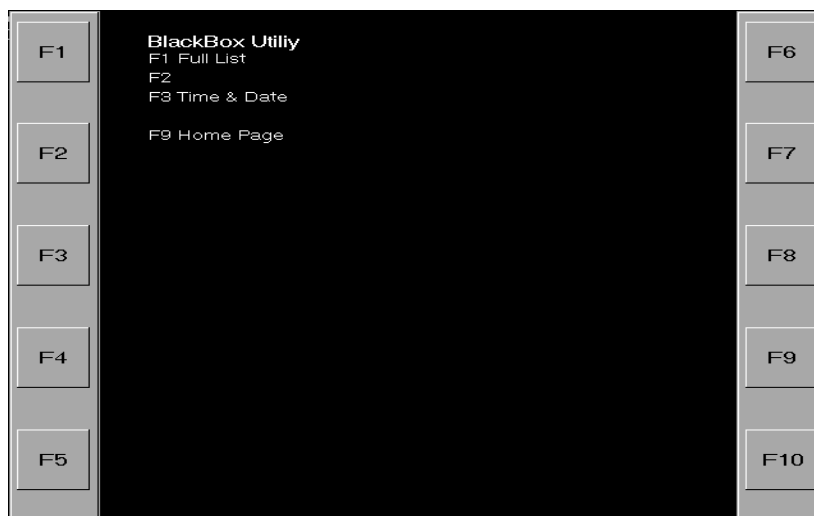 F1
F2
F3
F4
F5
BlackBox Utiliy
F1 Full List
F2
F3 Time & Date
F9 Home Page
F6
F7
F8
F9
F10